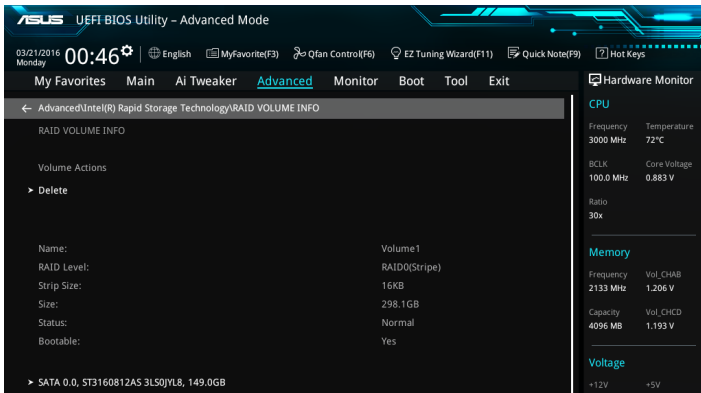 ASUS UEFI BIOS Utility – Advanced Mode
03/21/2016 Monday 00:46 English MyFavorite(F3) Qfan Control(F6) EZ Tuning Wizard(F11) Quick Note(F9) ? Hot Keys
My Favorites Main Ai Tweaker Advanced Monitor Boot Tool Exit
Hardware Monitor
← Advanced\Intel(R) Rapid Storage Technology\RAID VOLUME INFO
RAID VOLUME INFO
Volume Actions
> Delete
Name: Volume1
RAID Level: RAID0(Stripe)
Strip Size: 16KB
Size: 298.1GB
Status: Normal
Bootable: Yes
> SATA 0.0, ST3160812AS 3LS0JYL8, 149.0GB
CPU
Frequency Temperature
3000 MHz 72°C
BCLK Core Voltage
100.0 MHz 0.883 V
Ratio
30x
Memory
Frequency Vol_CHAB
2133 MHz 1.206 V
Capacity Vol_CHCD
4096 MB 1.193 V
Voltage
+12V +5V